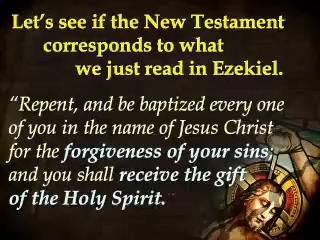 Let’s see if the New Testament
corresponds to what
we just read in Ezekiel.
“Repent, and be baptized every one
of you in the name of Jesus Christ
for the forgiveness of your sins;
and you shall receive the gift
of the Holy Spirit.